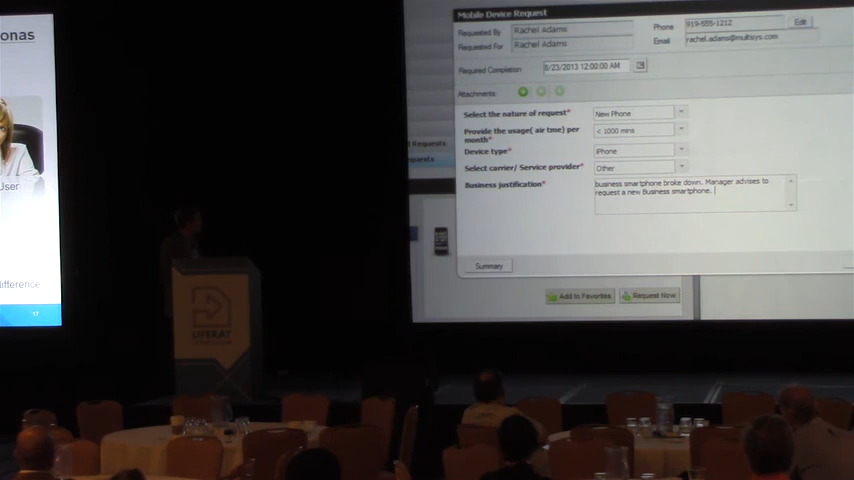 onas
User
ifference
17
LIFERAY
Mobile Device Request
Requested By Rachel Adams
Phone 919-555-1212 Edit
Requested For Rachel Adams
Email rachel.adams@multisys.com
Required Completion 8/23/2013 12:00:00 AM
Attachments:
Select the nature of request* New Phone
Provide the usage( air tme) per month* < 1000 mins
Device type* iPhone
Select carrier/ Service provider* Other
Business justification* business smartphone broke down. Manager advises to
request a new Business smartphone.
d Requests
quests
Summary
Add to Favorites Request Now